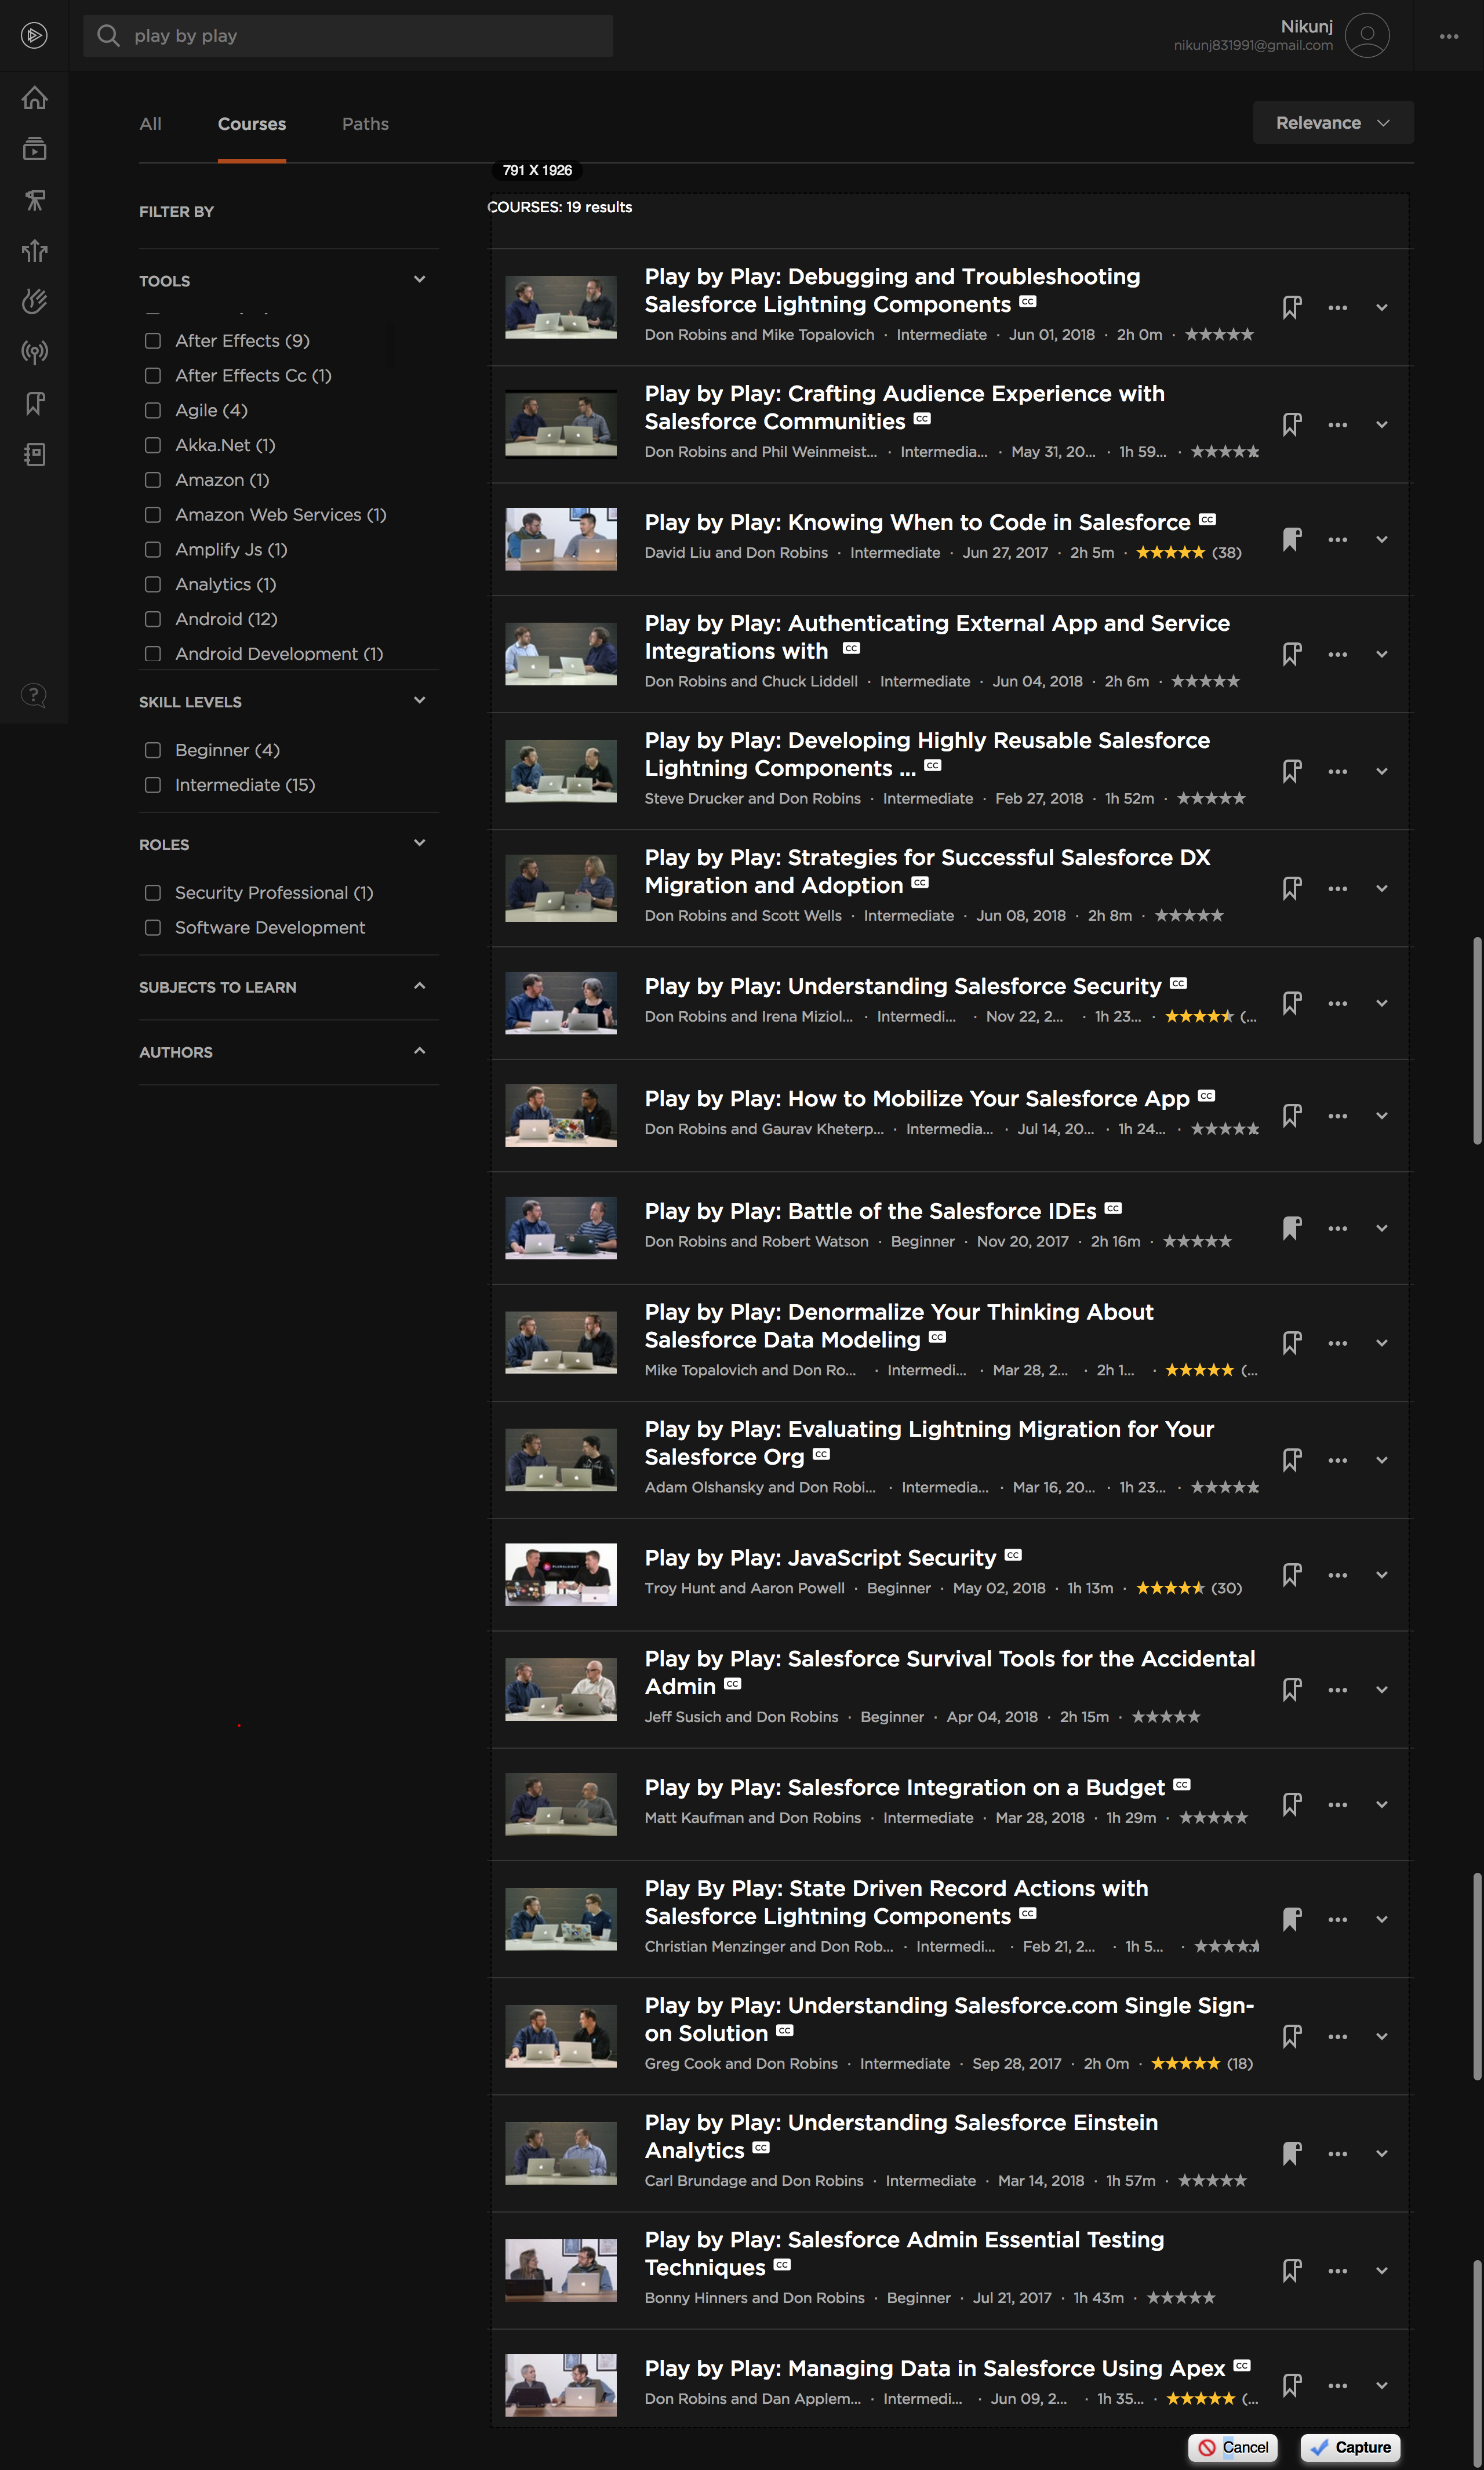 play by play
Nikunj
nikunj831991@gmail.com
All
Courses
Paths
Relevance
791 X 1926
FILTER BY
TOOLS
After Effects (9)
After Effects Cc (1)
Agile (4)
Akka.Net (1)
Amazon (1)
Amazon Web Services (1)
Amplify Js (1)
Analytics (1)
Android (12)
Android Development (1)
SKILL LEVELS
Beginner (4)
Intermediate (15)
ROLES
Security Professional (1)
Software Development
SUBJECTS TO LEARN
AUTHORS
COURSES: 19 results
Play by Play: Debugging and Troubleshooting
Salesforce Lightning Components CC
Don Robins and Mike Topalovich · Intermediate · Jun 01, 2018 · 2h 0m ·
Play by Play: Crafting Audience Experience with
Salesforce Communities CC
Don Robins and Phil Weinmeist... · Intermedia... · May 31, 20... · 1h 59... ·
Play by Play: Knowing When to Code in Salesforce CC
David Liu and Don Robins · Intermediate · Jun 27, 2017 · 2h 5m · (38)
Play by Play: Authenticating External App and Service
Integrations with CC
Don Robins and Chuck Liddell · Intermediate · Jun 04, 2018 · 2h 6m ·
Play by Play: Developing Highly Reusable Salesforce
Lightning Components ... CC
Steve Drucker and Don Robins · Intermediate · Feb 27, 2018 · 1h 52m ·
Play by Play: Strategies for Successful Salesforce DX
Migration and Adoption CC
Don Robins and Scott Wells · Intermediate · Jun 08, 2018 · 2h 8m ·
Play by Play: Understanding Salesforce Security CC
Don Robins and Irena Miziol... · Intermedi... · Nov 22, 2... · 1h 23... · (...
Play by Play: How to Mobilize Your Salesforce App CC
Don Robins and Gaurav Kheterp... · Intermedia... · Jul 14, 20... · 1h 24... ·
Play by Play: Battle of the Salesforce IDEs CC
Don Robins and Robert Watson · Beginner · Nov 20, 2017 · 2h 16m ·
Play by Play: Denormalize Your Thinking About
Salesforce Data Modeling CC
Mike Topalovich and Don Ro... · Intermedi... · Mar 28, 2... · 2h 1... · (...
Play by Play: Evaluating Lightning Migration for Your
Salesforce Org CC
Adam Olshansky and Don Robi... · Intermedia... · Mar 16, 20... · 1h 23... ·
Play by Play: JavaScript Security CC
Troy Hunt and Aaron Powell · Beginner · May 02, 2018 · 1h 13m · (30)
Play by Play: Salesforce Survival Tools for the Accidental
Admin CC
Jeff Susich and Don Robins · Beginner · Apr 04, 2018 · 2h 15m ·
Play by Play: Salesforce Integration on a Budget CC
Matt Kaufman and Don Robins · Intermediate · Mar 28, 2018 · 1h 29m ·
Play By Play: State Driven Record Actions with
Salesforce Lightning Components CC
Christian Menzinger and Don Rob... · Intermedi... · Feb 21, 2... · 1h 5... ·
Play by Play: Understanding Salesforce.com Single Sign-
on Solution CC
Greg Cook and Don Robins · Intermediate · Sep 28, 2017 · 2h 0m · (18)
Play by Play: Understanding Salesforce Einstein
Analytics CC
Carl Brundage and Don Robins · Intermediate · Mar 14, 2018 · 1h 57m ·
Play by Play: Salesforce Admin Essential Testing
Techniques CC
Bonny Hinners and Don Robins · Beginner · Jul 21, 2017 · 1h 43m ·
Play by Play: Managing Data in Salesforce Using Apex CC
Don Robins and Dan Applem... · Intermedi... · Jun 09, 2... · 1h 35... · (...
Cancel
Capture